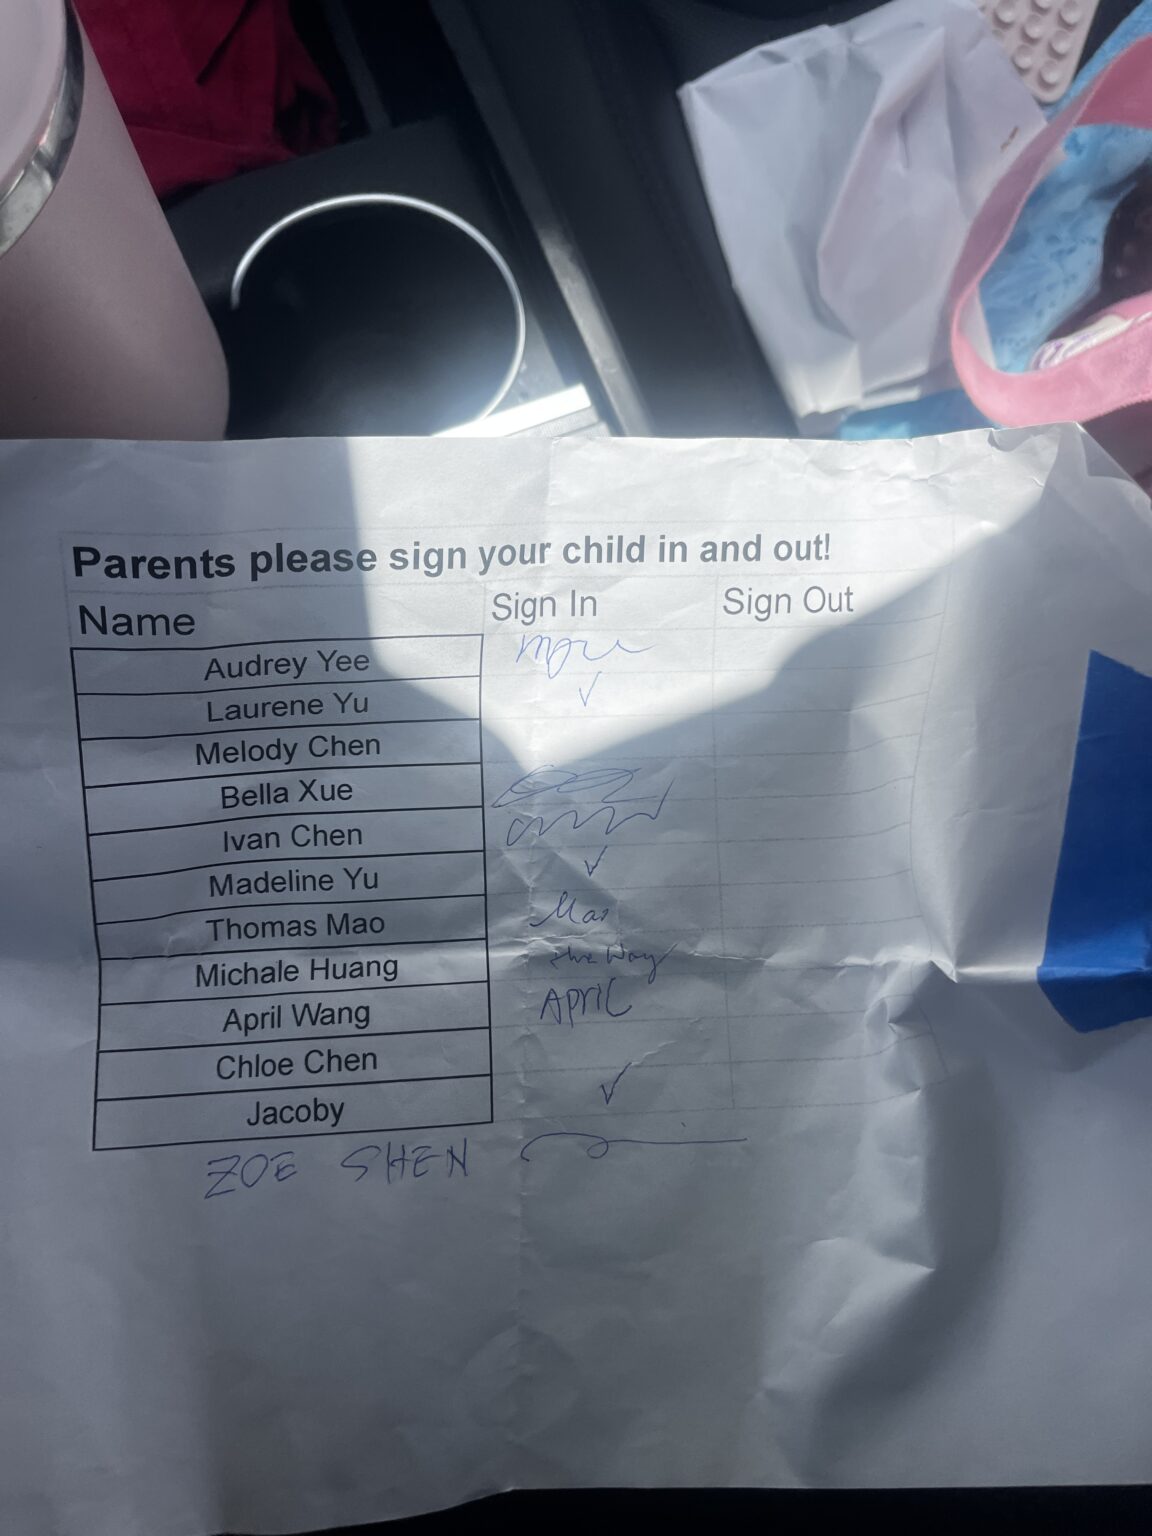 Parents please sign your child in and out!
Name Sign In Sign Out
Audrey Yee
Laurene Yu ✓
Melody Chen
Bella Xue
Ivan Chen
Madeline Yu ✓
Thomas Mao Mao
Michale Huang
April Wang APRIL
Chloe Chen
Jacoby ✓
ZOE SHEN